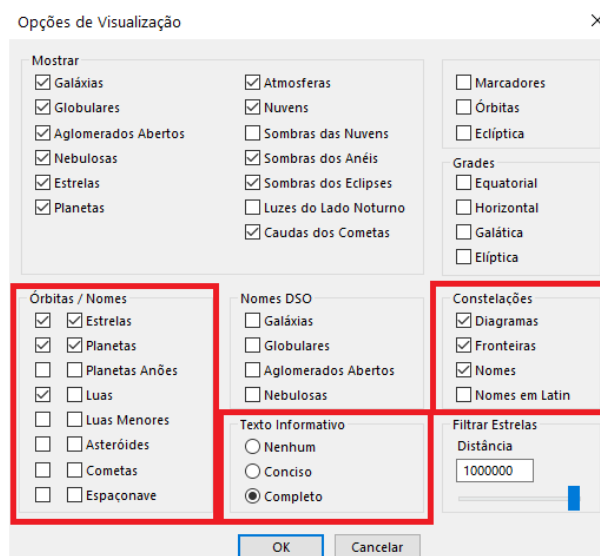 Opções de Visualização
Mostrar
Galáxias
Globulares
Aglomerados Abertos
Nebulosas
Estrelas
Planetas
Atmosferas
Nuvens
Sombras das Nuvens
Sombras dos Anéis
Sombras dos Eclipses
Luzes do Lado Noturno
Caudas dos Cometas
Marcadores
Órbitas
Eclíptica
Grades
Equatorial
Horizontal
Galática
Elíptica
Órbitas / Nomes
Estrelas
Planetas
Planetas Anões
Luas
Luas Menores
Asteróides
Cometas
Espaçonave
Nomes DSO
Galáxias
Globulares
Aglomerados Abertos
Nebulosas
Texto Informativo
Nenhum
Conciso
Completo
Constelações
Diagramas
Fronteiras
Nomes
Nomes em Latin
Filtrar Estrelas
Distância
1000000
OK
Cancelar